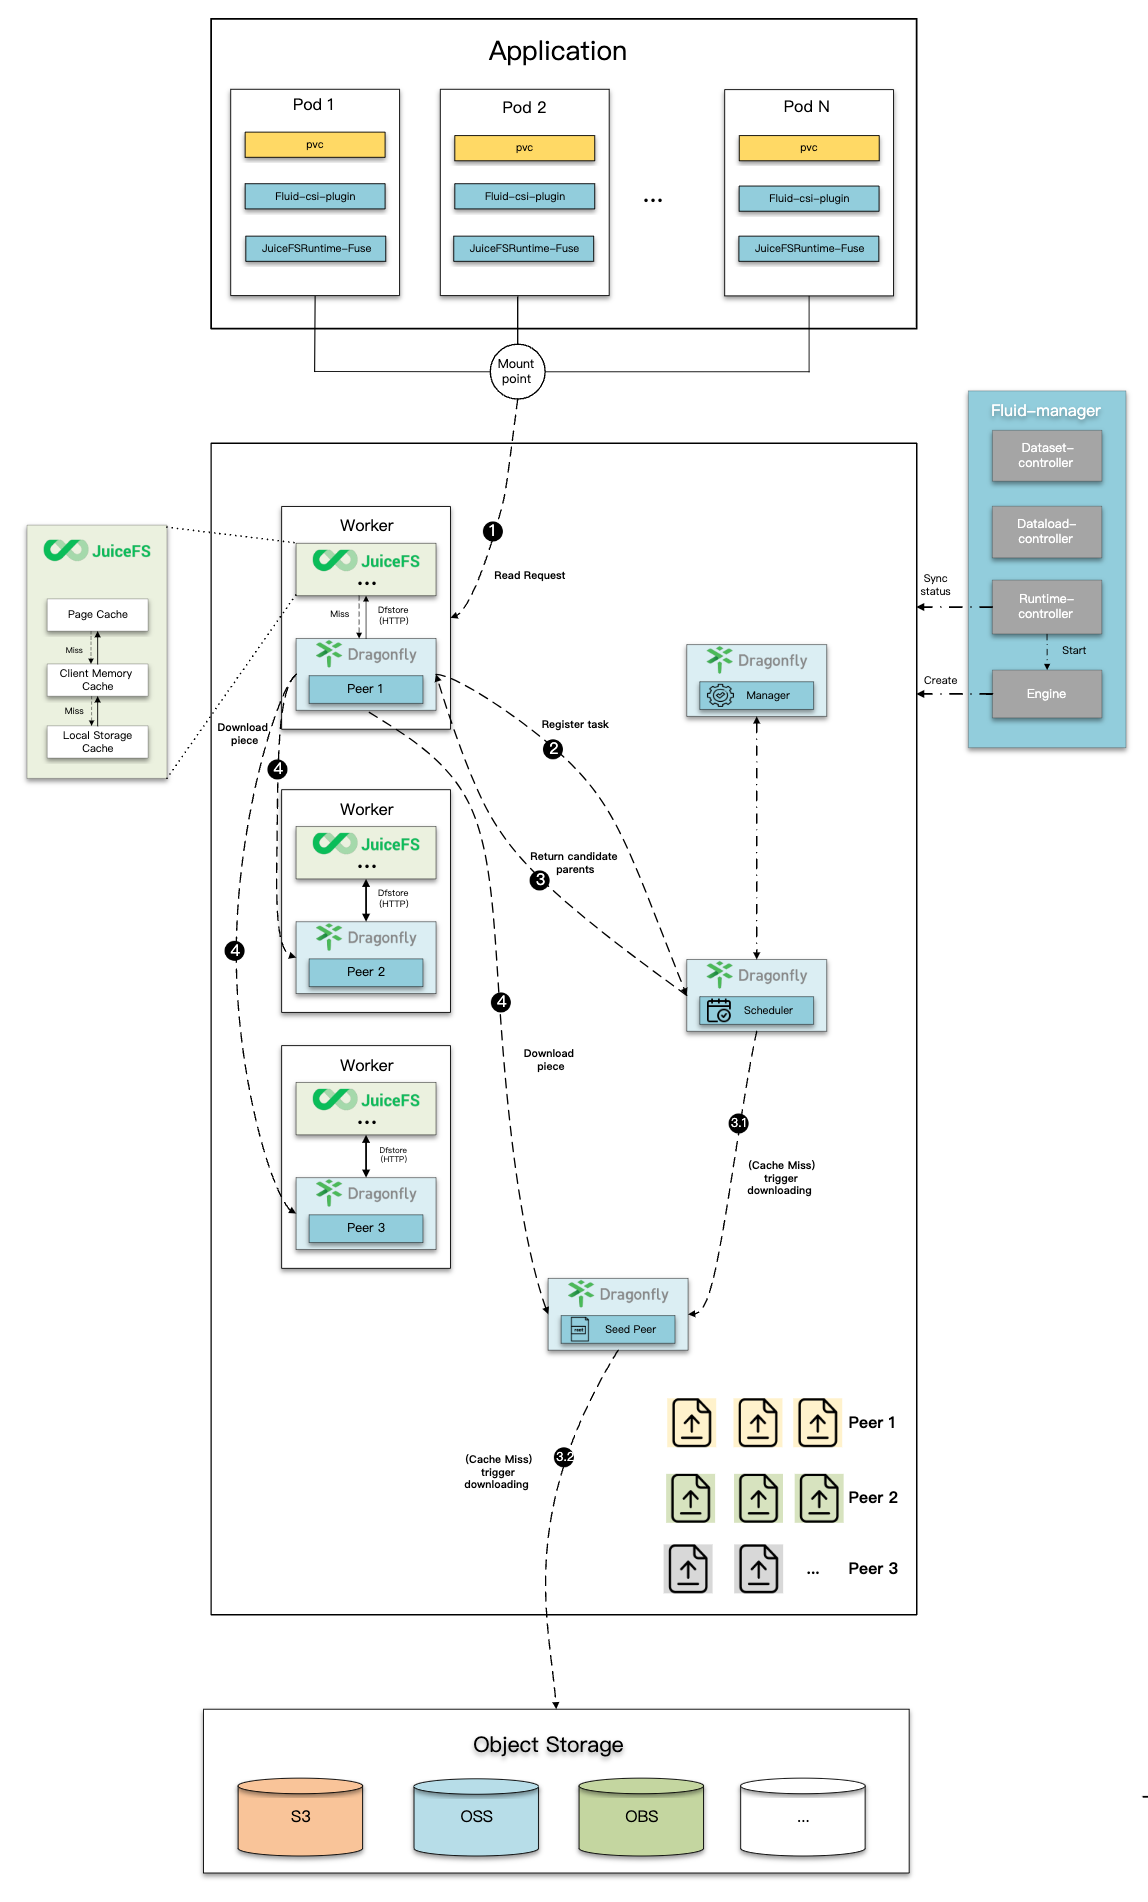 Application
Pod 1
pvc
Fluid-csi-plugin
JuiceFSRuntime-Fuse
Pod 2
pvc
Fluid-csi-plugin
JuiceFSRuntime-Fuse
...
Pod N
pvc
Fluid-csi-plugin
JuiceFSRuntime-Fuse
Mount
point
Fluid-manager
Dataset-
controller
Dataload-
controller
Runtime-
controller
Start
Engine
Sync
status
Create
1
Read Request
JuiceFS
Page Cache
Miss
Client Memory
Cache
Miss
Local Storage
Cache
Worker
JuiceFS
...
Miss
Dfstore
(HTTP)
Dragonfly
Peer 1
Download
piece
4
4
Register task
2
Return candidate
parents
3
Dragonfly
Manager
Worker
JuiceFS
...
Dfstore
(HTTP)
Dragonfly
Peer 2
4
Download
piece
Dragonfly
Scheduler
Worker
JuiceFS
...
Dfstore
(HTTP)
Dragonfly
Peer 3
3.1
(Cache Miss)
trigger
downloading
Dragonfly
Seed Peer
3.2
(Cache Miss)
trigger
downloading
Peer 1
Peer 2
... Peer 3
Object Storage
S3
OSS
OBS
...